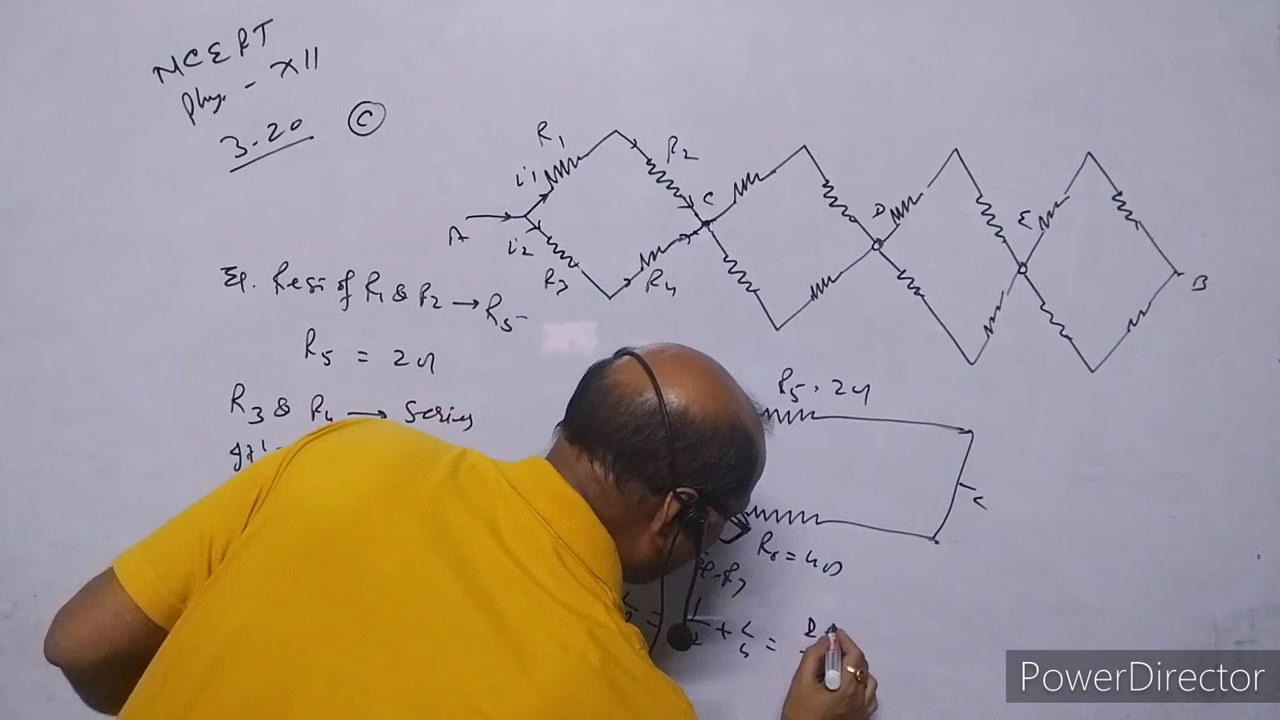 NCERT
Phy. - XII
3.20 C
R1
R2
i1
C
D
E
A
i2
R3
R4
B
Eq. Resi of R1 & R2 → R5
R5 = 2Ω
R3 & R4 → Series
R5 = 2Ω
C
R6 = 4Ω
PowerDirector